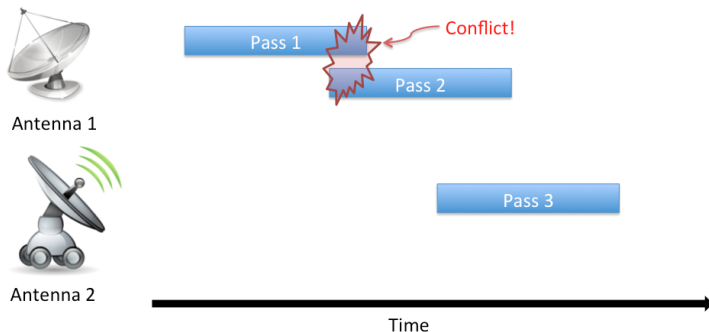 Pass 1
Conflict!
Pass 2
Antenna 1
Pass 3
Antenna 2
Time